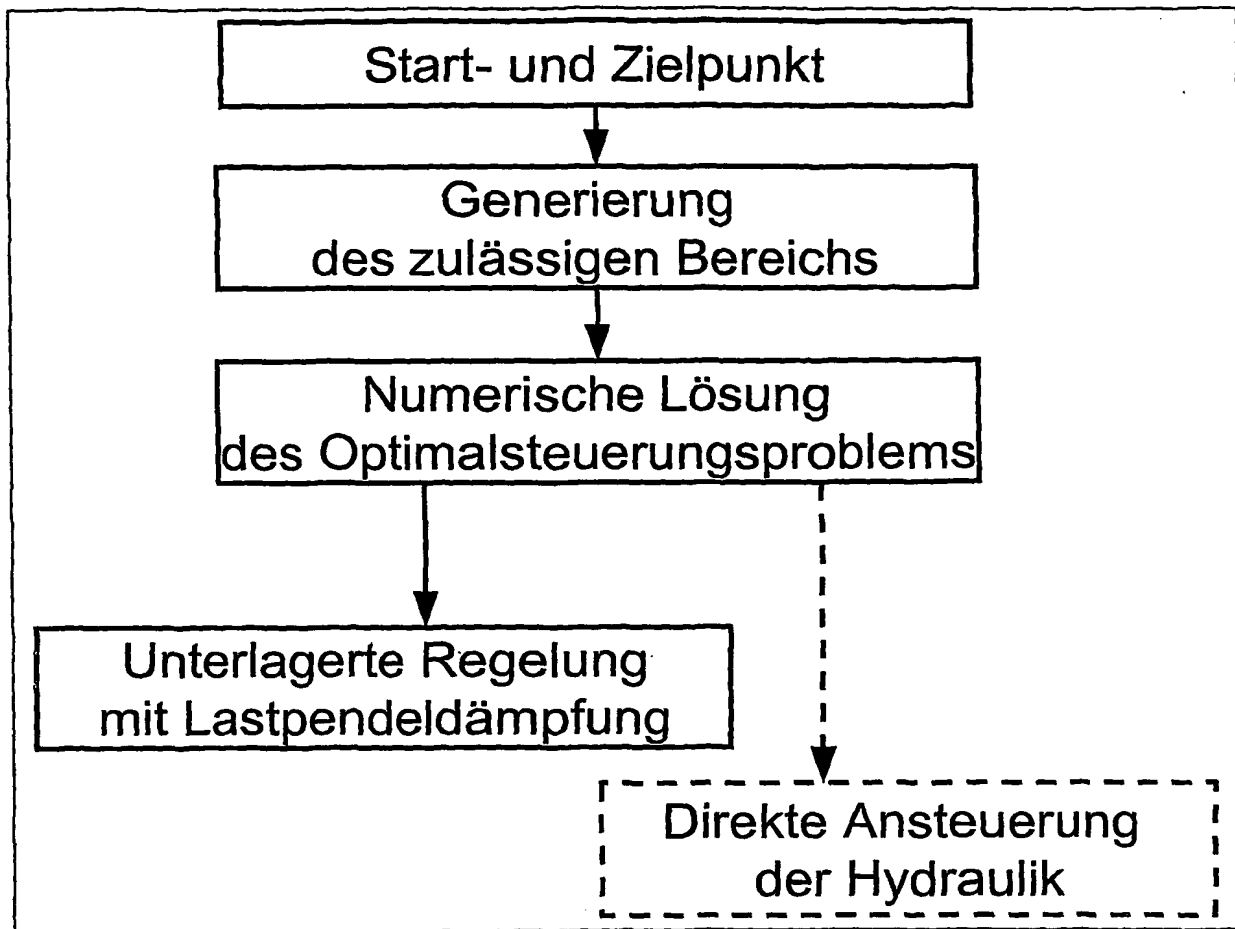 Start- und Zielpunkt
Generierung
des zulässigen Bereichs
Numerische Lösung
des Optimalsteuerungsproblems
Unterlagerte Regelung
mit Lastpendeldämpfung
Direkte Ansteuerung
der Hydraulik